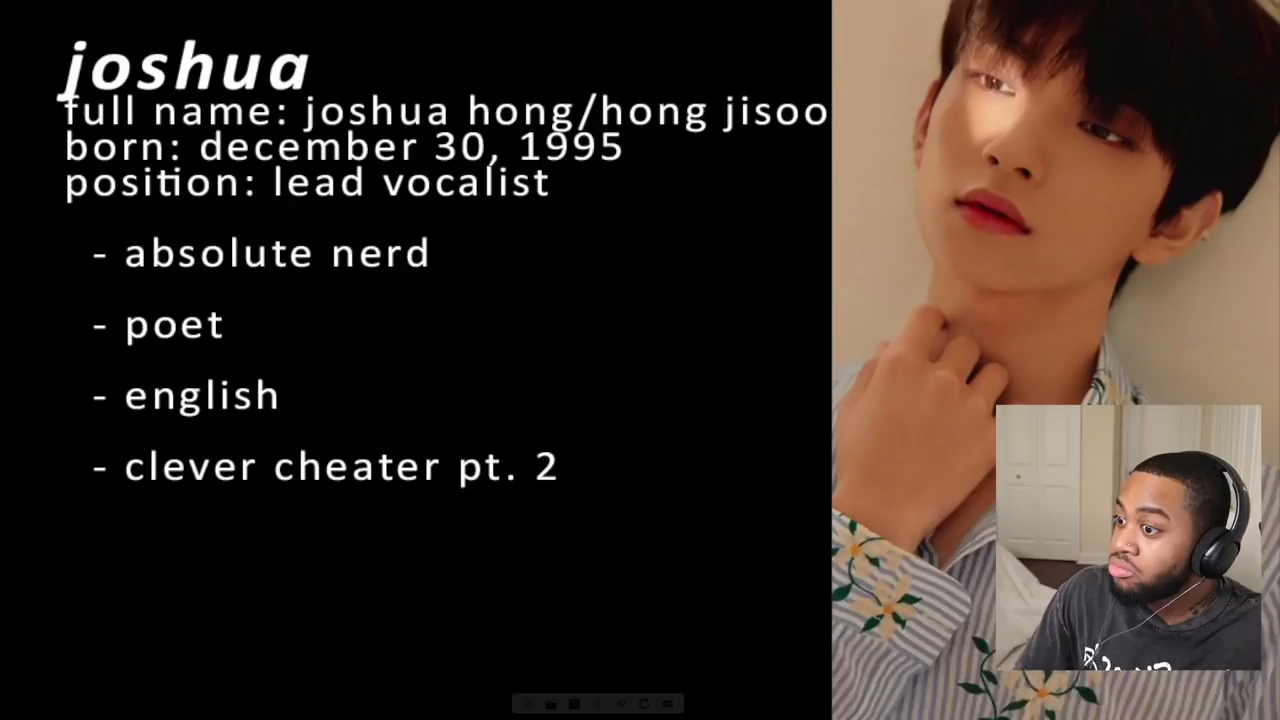 joshua
full name: joshua hong/hong jisoo
born: december 30, 1995
position: lead vocalist
- absolute nerd
- poet
- english
- clever cheater pt. 2